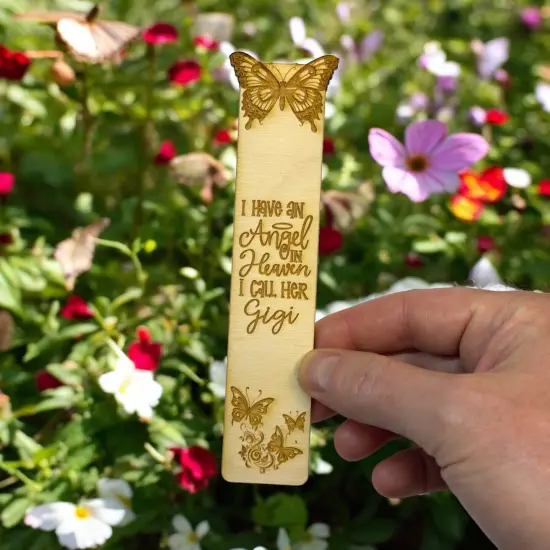 I HAVE AN
Angel
IN
Heaven
I CALL HER
Gigi